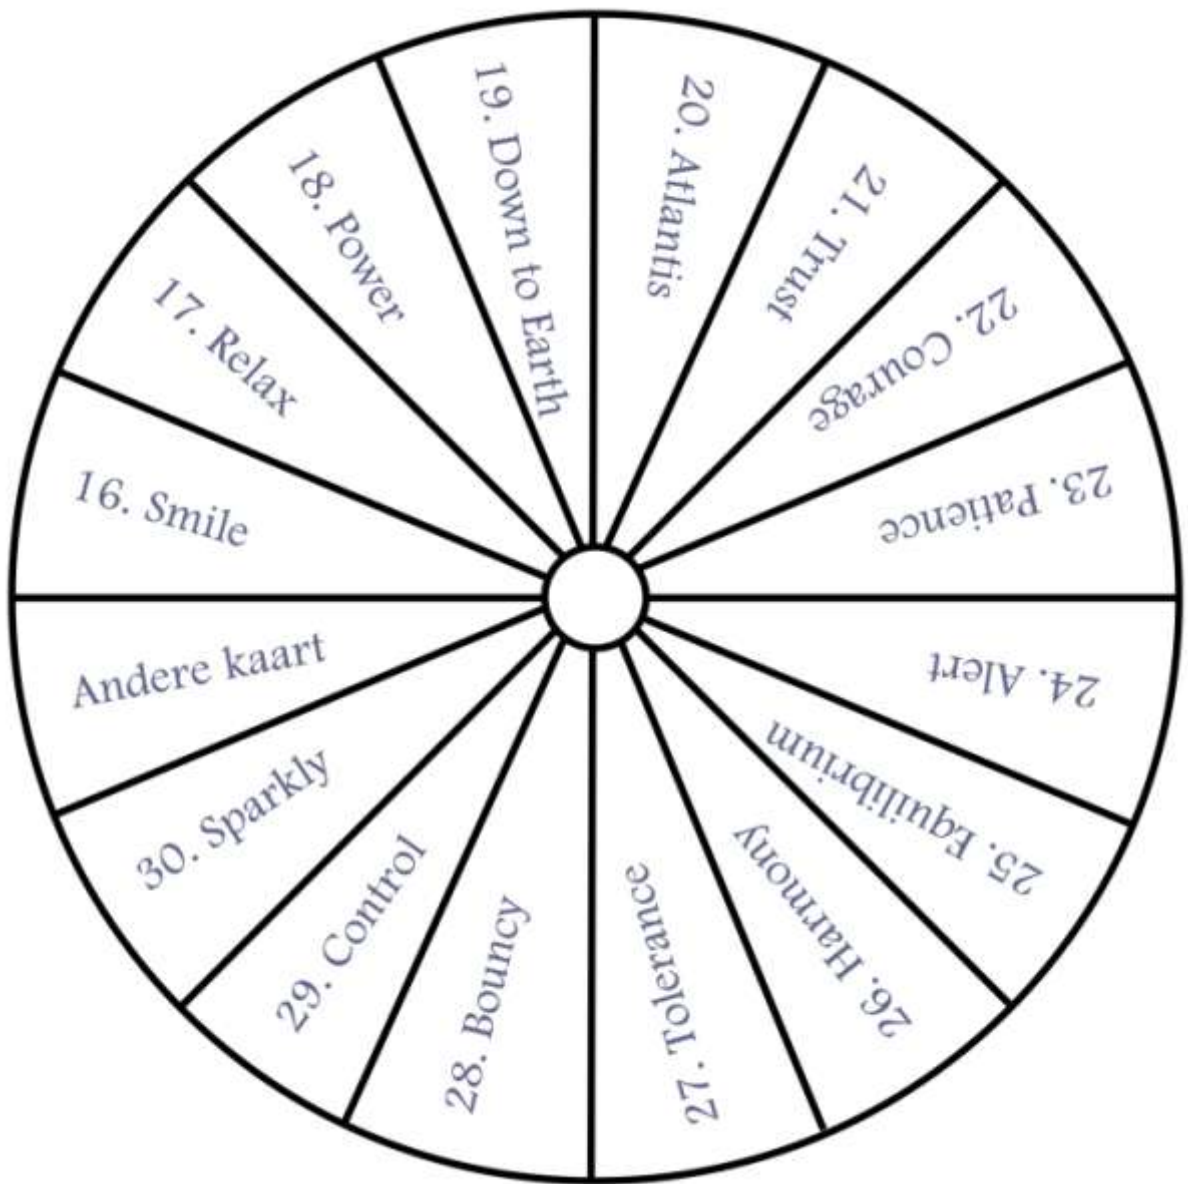 16. Smile
17. Relax
18. Power
19. Down to Earth
20. Atlantis
21. Trust
22. Courage
23. Patience
24. Alert
25. Equilibrium
26. Harmony
27. Tolerance
28. Bouncy
29. Control
30. Sparkly
Andere kaart